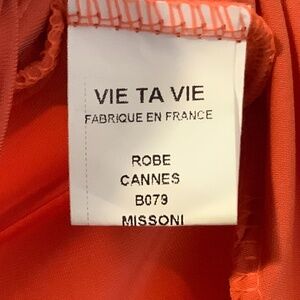 VIE TA VIE
FABRIQUE EN FRANCE
ROBE
CANNES
B079
MISSONI